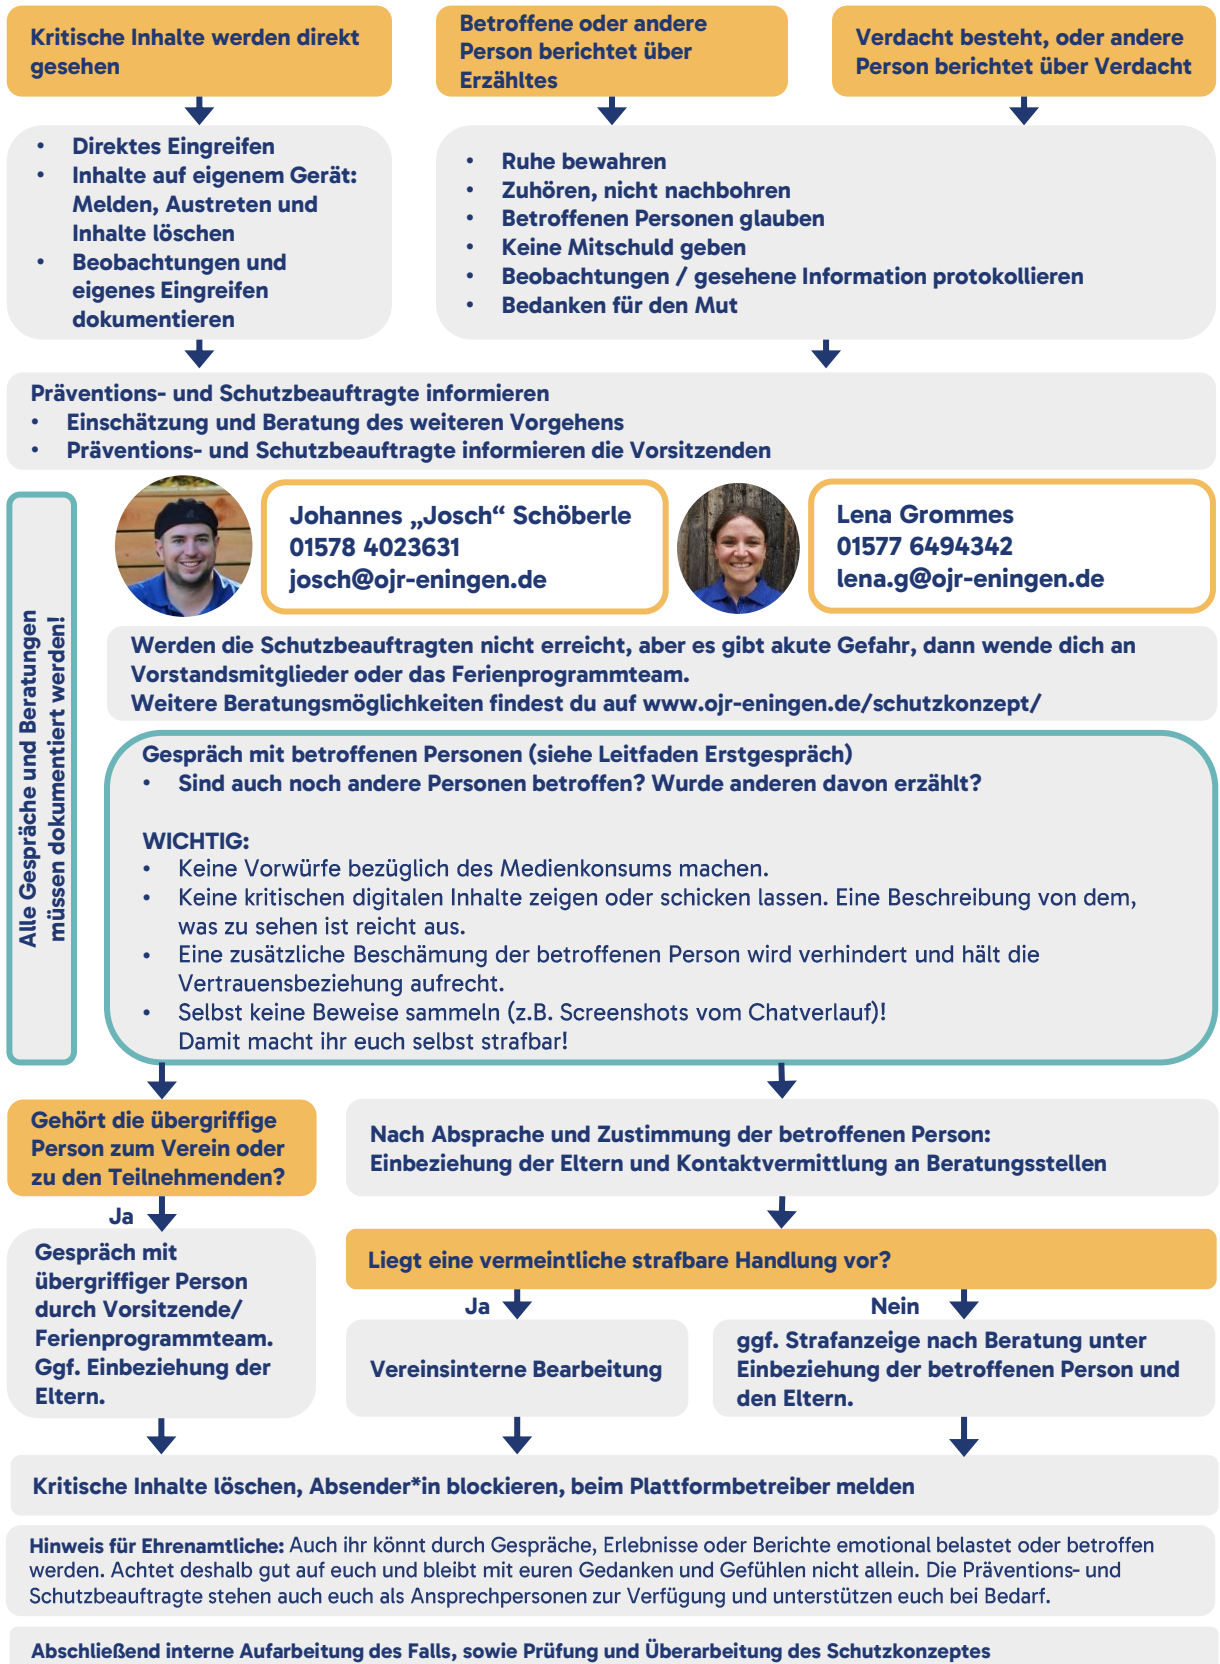 Kritische Inhalte werden direkt
gesehen
Betroffene oder andere
Person berichtet über
Erzähltes
Verdacht besteht, oder andere
Person berichtet über Verdacht
• Direktes Eingreifen
• Inhalte auf eigenem Gerät:
Melden, Austreten und
Inhalte löschen
• Beobachtungen und
eigenes Eingreifen
dokumentieren
• Ruhe bewahren
• Zuhören, nicht nachbohren
• Betroffenen Personen glauben
• Keine Mitschuld geben
• Beobachtungen / gesehene Information protokollieren
• Bedanken für den Mut
Präventions- und Schutzbeauftragte informieren
• Einschätzung und Beratung des weiteren Vorgehens
• Präventions- und Schutzbeauftragte informieren die Vorsitzenden
Alle Gespräche und Beratungen
müssen dokumentiert werden!
Johannes „Josch“ Schöberle
01578 4023631
josch@ojr-eningen.de
Lena Grommes
01577 6494342
lena.g@ojr-eningen.de
Werden die Schutzbeauftragten nicht erreicht, aber es gibt akute Gefahr, dann wende dich an
Vorstandsmitglieder oder das Ferienprogrammteam.
Weitere Beratungsmöglichkeiten findest du auf www.ojr-eningen.de/schutzkonzept/
Gespräch mit betroffenen Personen (siehe Leitfaden Erstgespräch)
• Sind auch noch andere Personen betroffen? Wurde anderen davon erzählt?
WICHTIG:
• Keine Vorwürfe bezüglich des Medienkonsums machen.
• Keine kritischen digitalen Inhalte zeigen oder schicken lassen. Eine Beschreibung von dem,
was zu sehen ist reicht aus.
• Eine zusätzliche Beschämung der betroffenen Person wird verhindert und hält die
Vertrauensbeziehung aufrecht.
• Selbst keine Beweise sammeln (z.B. Screenshots vom Chatverlauf)!
Damit macht ihr euch selbst strafbar!
Gehört die übergriffige
Person zum Verein oder
zu den Teilnehmenden?
Nach Absprache und Zustimmung der betroffenen Person:
Einbeziehung der Eltern und Kontaktvermittlung an Beratungsstellen
Ja
Gespräch mit
übergriffiger Person
durch Vorsitzende/
Ferienprogrammteam.
Ggf. Einbeziehung der
Eltern.
Liegt eine vermeintliche strafbare Handlung vor?
Ja
Nein
Vereinsinterne Bearbeitung
ggf. Strafanzeige nach Beratung unter
Einbeziehung der betroffenen Person und
den Eltern.
Kritische Inhalte löschen, Absender*in blockieren, beim Plattformbetreiber melden
Hinweis für Ehrenamtliche: Auch ihr könnt durch Gespräche, Erlebnisse oder Berichte emotional belastet oder betroffen
werden. Achtet deshalb gut auf euch und bleibt mit euren Gedanken und Gefühlen nicht allein. Die Präventions- und
Schutzbeauftragte stehen auch euch als Ansprechpersonen zur Verfügung und unterstützen euch bei Bedarf.
Abschließend interne Aufarbeitung des Falls, sowie Prüfung und Überarbeitung des Schutzkonzeptes